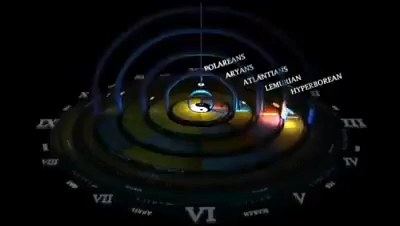 POLAREANS
ARYANS
ATLANTIANS
LEMURIAN
HYPERBOREAN
IX
III
VIII
IV
VII
V
VI